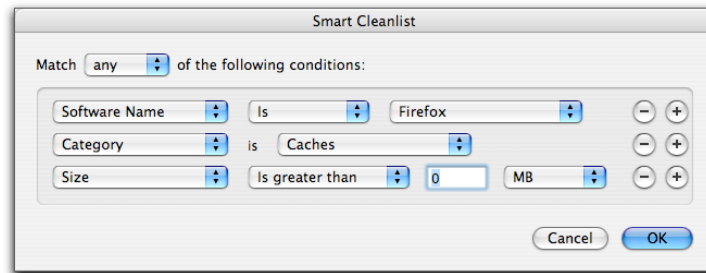 Smart Cleanlist
Match any of the following conditions:
Software Name Is Firefox
Category is Caches
Size Is greater than 0 MB
Cancel OK